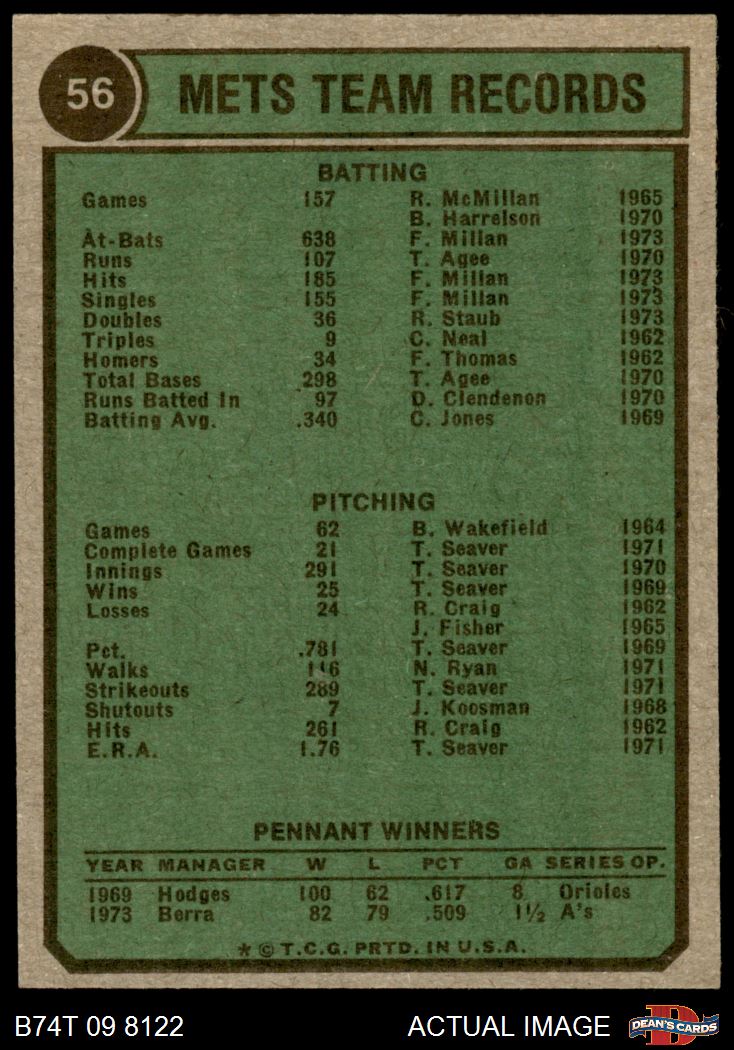 56 METS TEAM RECORDS
BATTING
Games 157 R. McMillan 1965
B. Harrelson 1970
At-Bats 638 F. Millan 1973
Runs 107 T. Agee 1970
Hits 185 F. Millan 1973
Singles 155 F. Millan 1973
Doubles 36 R. Staub 1973
Triples 9 C. Neal 1962
Homers 34 F. Thomas 1962
Total Bases 298 T. Agee 1970
Runs Batted In 97 D. Clendenon 1970
Batting Avg. .340 C. Jones 1969
PITCHING
Games 62 B. Wakefield 1964
Complete Games 21 T. Seaver 1971
Innings 291 T. Seaver 1970
Wins 25 T. Seaver 1969
Losses 24 R. Craig 1962
J. Fisher 1965
Pct. .781 T. Seaver 1969
Walks 116 N. Ryan 1971
Strikeouts 289 T. Seaver 1971
Shutouts 7 J. Koosman 1968
Hits 261 R. Craig 1962
E.R.A. 1.76 T. Seaver 1971
PENNANT WINNERS
YEAR MANAGER W L PCT GA SERIES OP.
1969 Hodges 100 62 .617 8 Orioles
1973 Berra 82 79 .509 1½ A's
* © T.C.G. PRTD. IN U.S.A.
B74T 09 8122 ACTUAL IMAGE DEAN'S CARDS